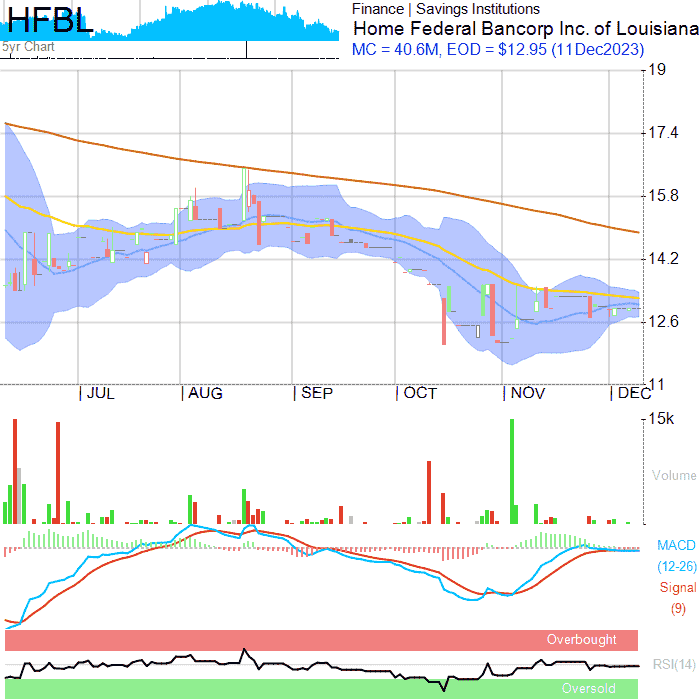 HFBL
5yr Chart
Finance | Savings Institutions
Home Federal Bancorp Inc. of Louisiana
MC = 40.6M, EOD = $12.95 (11Dec2023)
19
17.4
15.8
14.2
12.6
11
| JUL | AUG | SEP | OCT | NOV | DEC
15k
Volume
MACD
(12-26)
Signal
(9)
Overbought
RSI(14)
Oversold